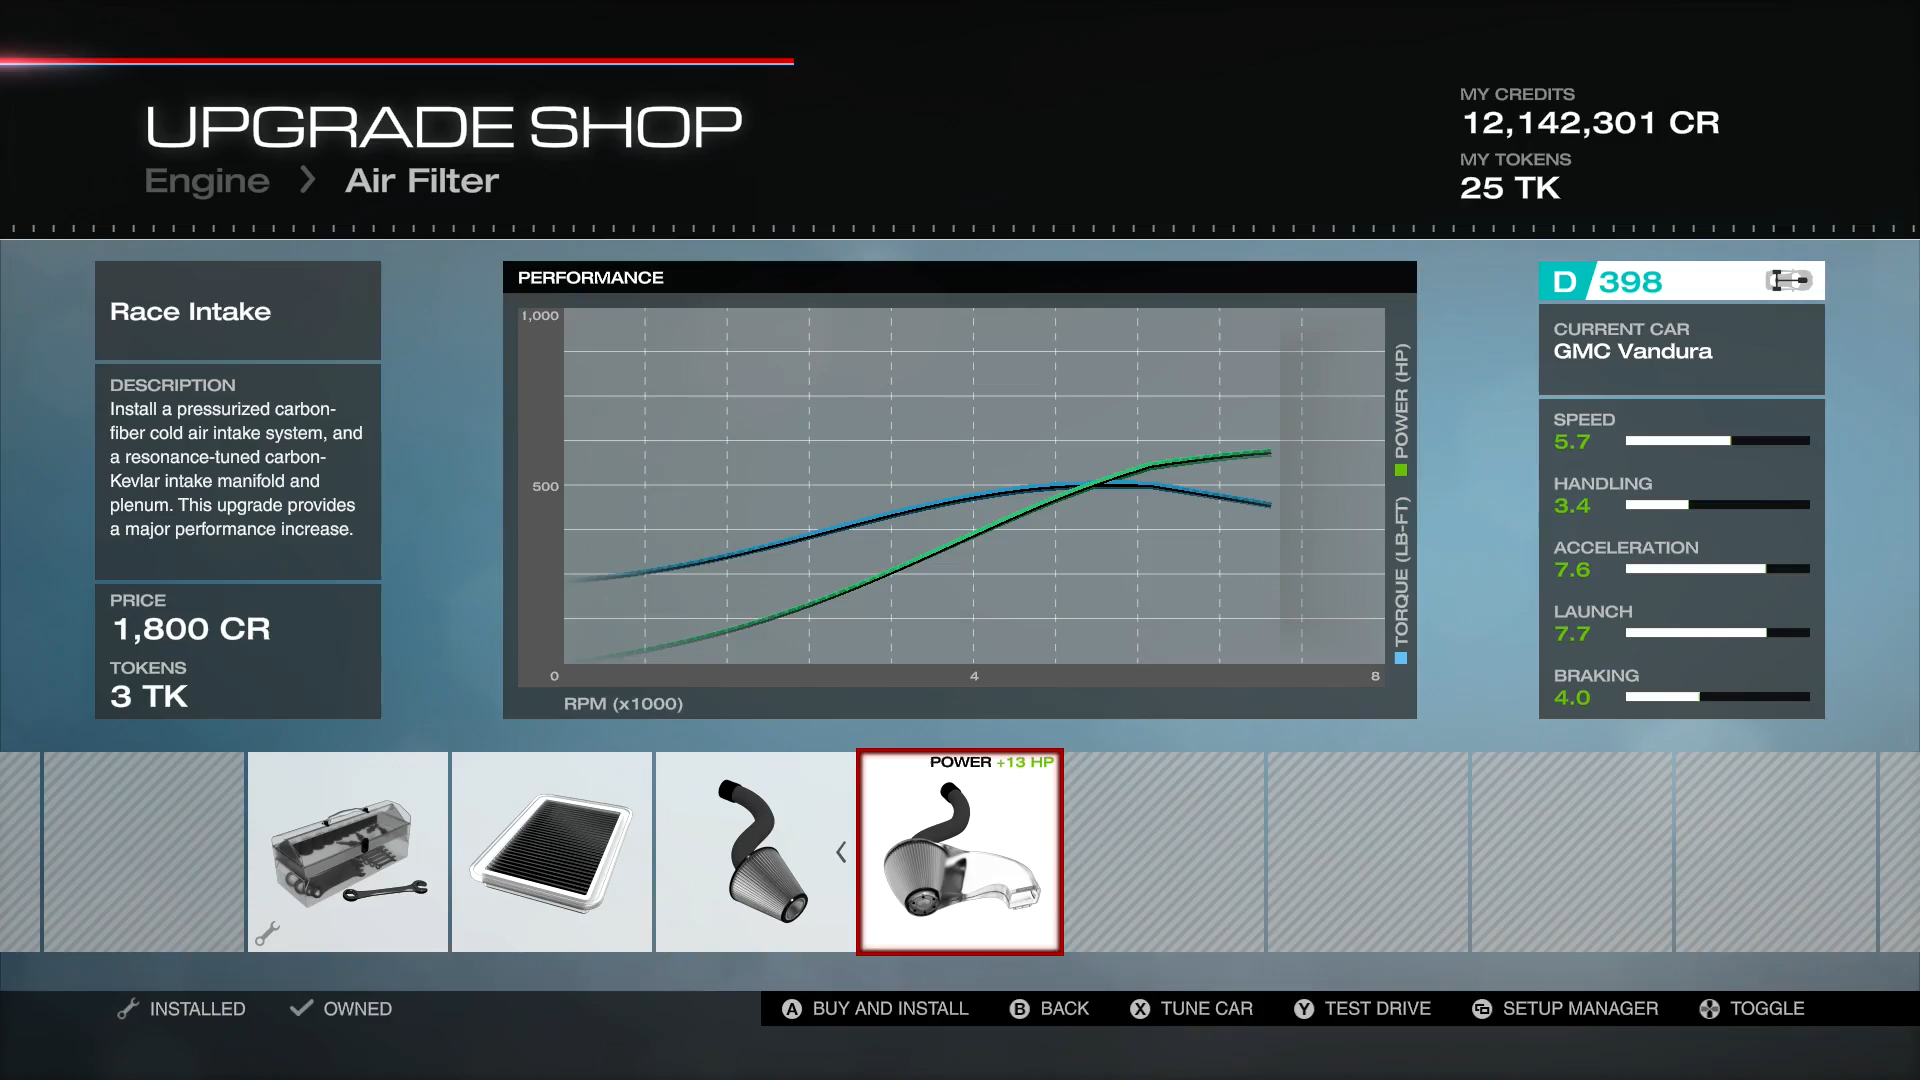 UPGRADE SHOP
Engine > Air Filter
MY CREDITS
12,142,301 CR
MY TOKENS
25 TK
Race Intake
DESCRIPTION
Install a pressurized carbon-
fiber cold air intake system, and
a resonance-tuned carbon-
Kevlar intake manifold and
plenum. This upgrade provides
a major performance increase.
PRICE
1,800 CR
TOKENS
3 TK
PERFORMANCE
1,000
500
0
4
8
RPM (x1000)
POWER (HP)
TORQUE (LB-FT)
D 398
CURRENT CAR
GMC Vandura
SPEED
5.7
HANDLING
3.4
ACCELERATION
7.6
LAUNCH
7.7
BRAKING
4.0
POWER +13 HP
INSTALLED
OWNED
A BUY AND INSTALL
B BACK
X TUNE CAR
Y TEST DRIVE
SETUP MANAGER
TOGGLE